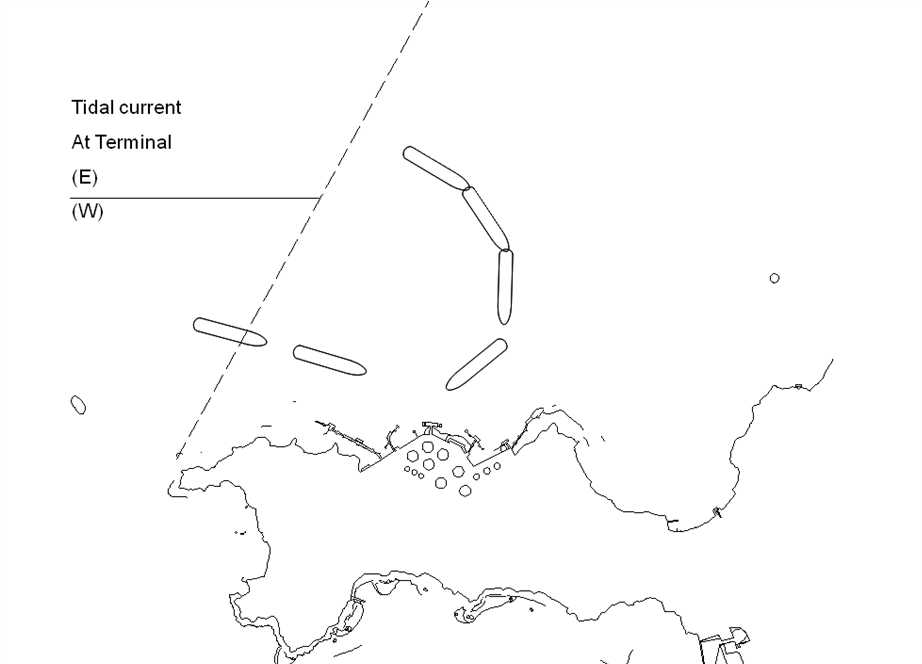 Tidal current
At Terminal
(E)
(W)